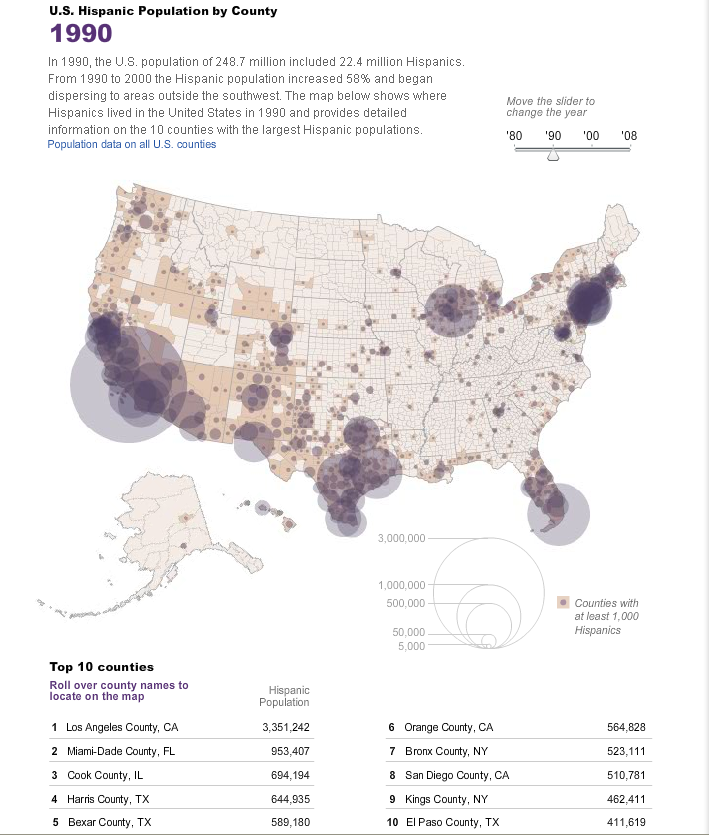 U.S. Hispanic Population by County
1990
In 1990, the U.S. population of 248.7 million included 22.4 million Hispanics.
From 1990 to 2000 the Hispanic population increased 58% and began
dispersing to areas outside the southwest. The map below shows where
Hispanics lived in the United States in 1990 and provides detailed
information on the 10 counties with the largest Hispanic populations.
Population data on all U.S. counties
Move the slider to
change the year
'80 '90 '00 '08
3,000,000
1,000,000
500,000
50,000
5,000
Counties with
at least 1,000
Hispanics
Top 10 counties
Roll over county names to
locate on the map
Hispanic
Population
1 Los Angeles County, CA 3,351,242
2 Miami-Dade County, FL 953,407
3 Cook County, IL 694,194
4 Harris County, TX 644,935
5 Bexar County, TX 589,180
6 Orange County, CA 564,828
7 Bronx County, NY 523,111
8 San Diego County, CA 510,781
9 Kings County, NY 462,411
10 El Paso County, TX 411,619